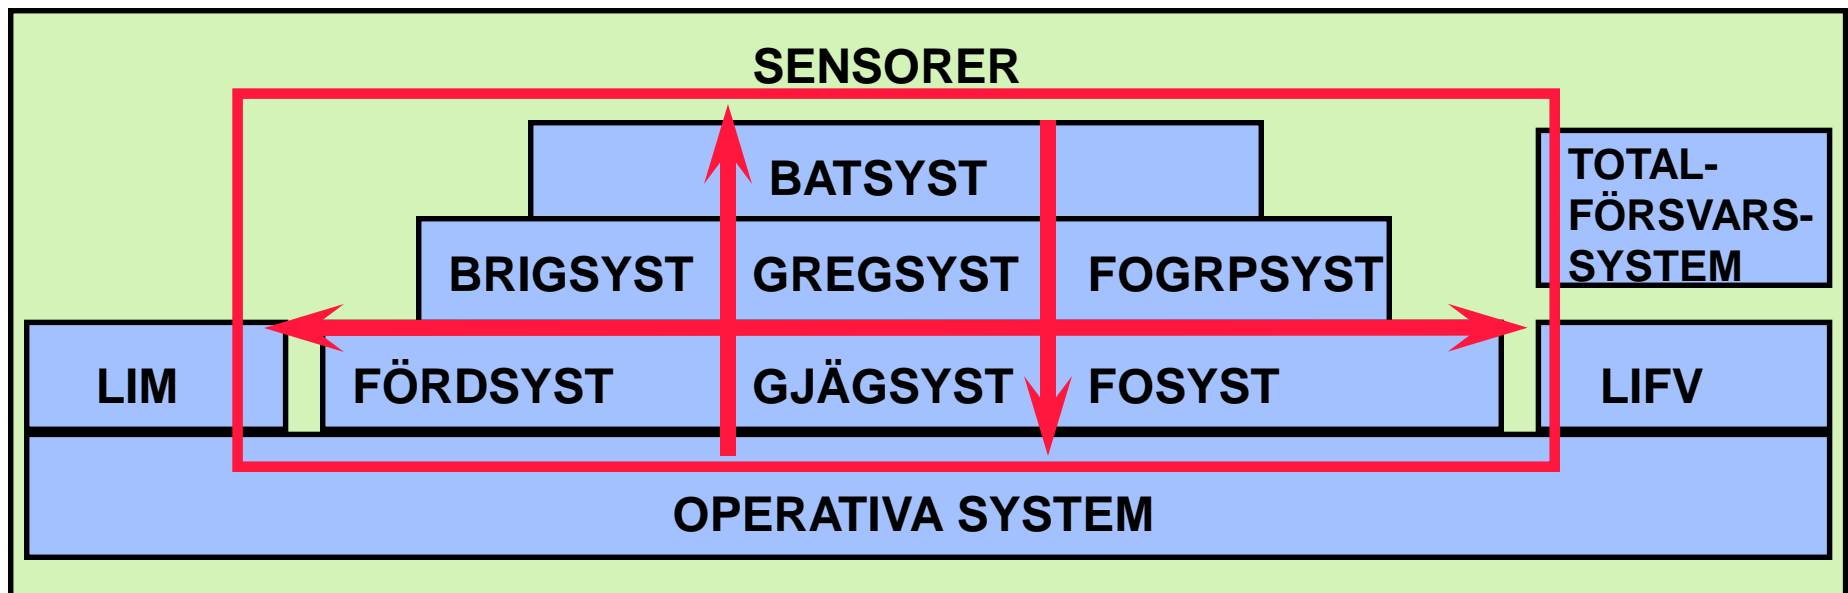 SENSORER
BATSYST
TOTAL-
FÖRSVARS-
SYSTEM
BRIGSYST GREGSYST FOGRPSYST
LIM FÖRDSYST GJÄGSYST FOSYST LIFV
OPERATIVA SYSTEM